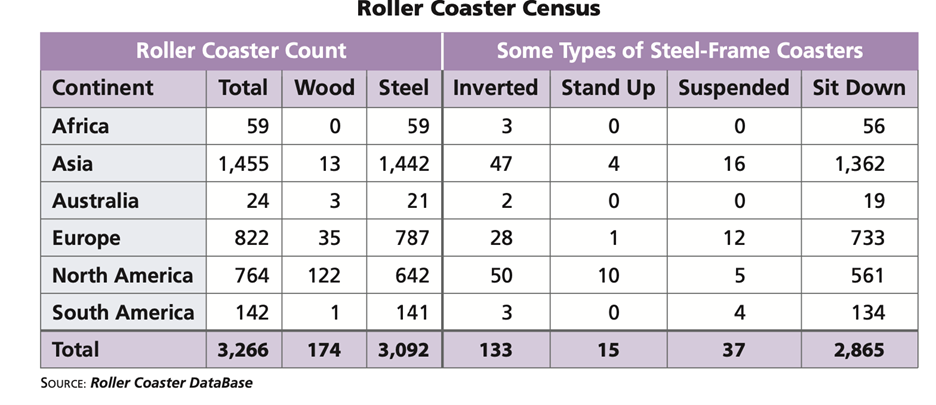 Roller Coaster Census
Roller Coaster Count Some Types of Steel-Frame Coasters
Continent Total Wood Steel Inverted Stand Up Suspended Sit Down
Africa 59 0 59 3 0 0 56
Asia 1,455 13 1,442 47 4 16 1,362
Australia 24 3 21 2 0 0 19
Europe 822 35 787 28 1 12 733
North America 764 122 642 50 10 5 561
South America 142 1 141 3 0 4 134
Total 3,266 174 3,092 133 15 37 2,865
SOURCE: Roller Coaster DataBase